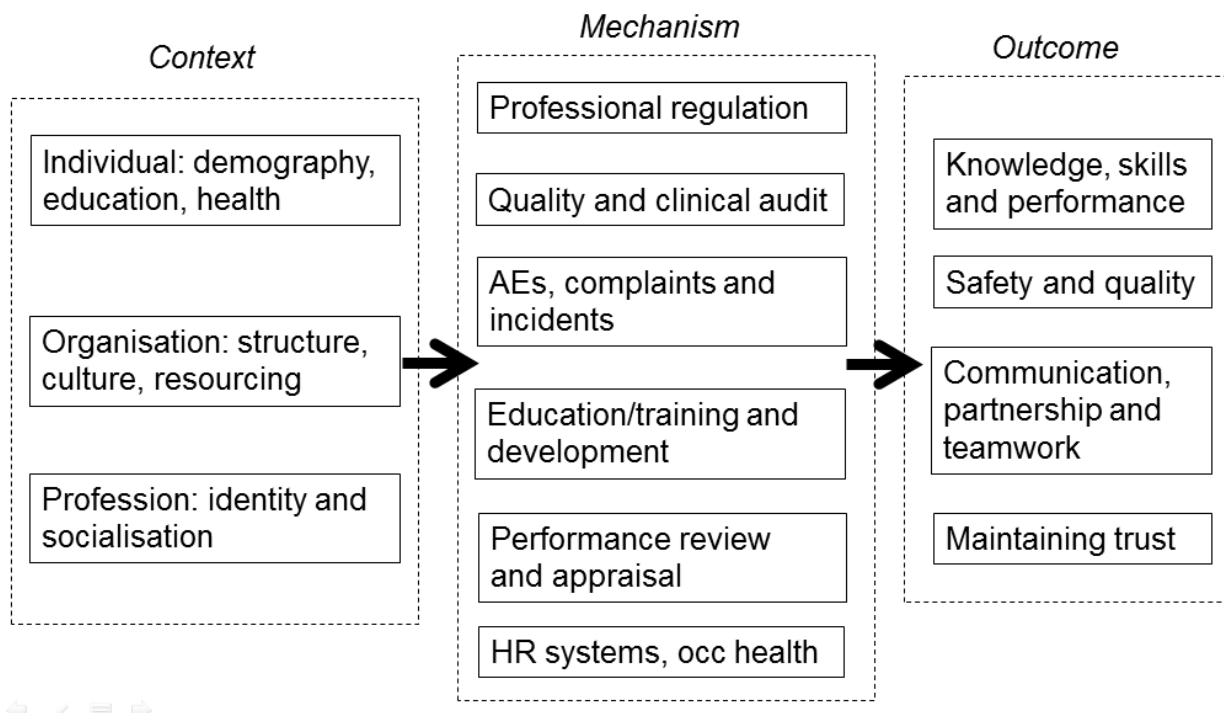 Context
Individual: demography,
education, health
Organisation: structure,
culture, resourcing
Profession: identity and
socialisation
Mechanism
Professional regulation
Quality and clinical audit
AEs, complaints and
incidents
Education/training and
development
Performance review
and appraisal
HR systems, occ health
Outcome
Knowledge, skills
and performance
Safety and quality
Communication,
partnership and
teamwork
Maintaining trust